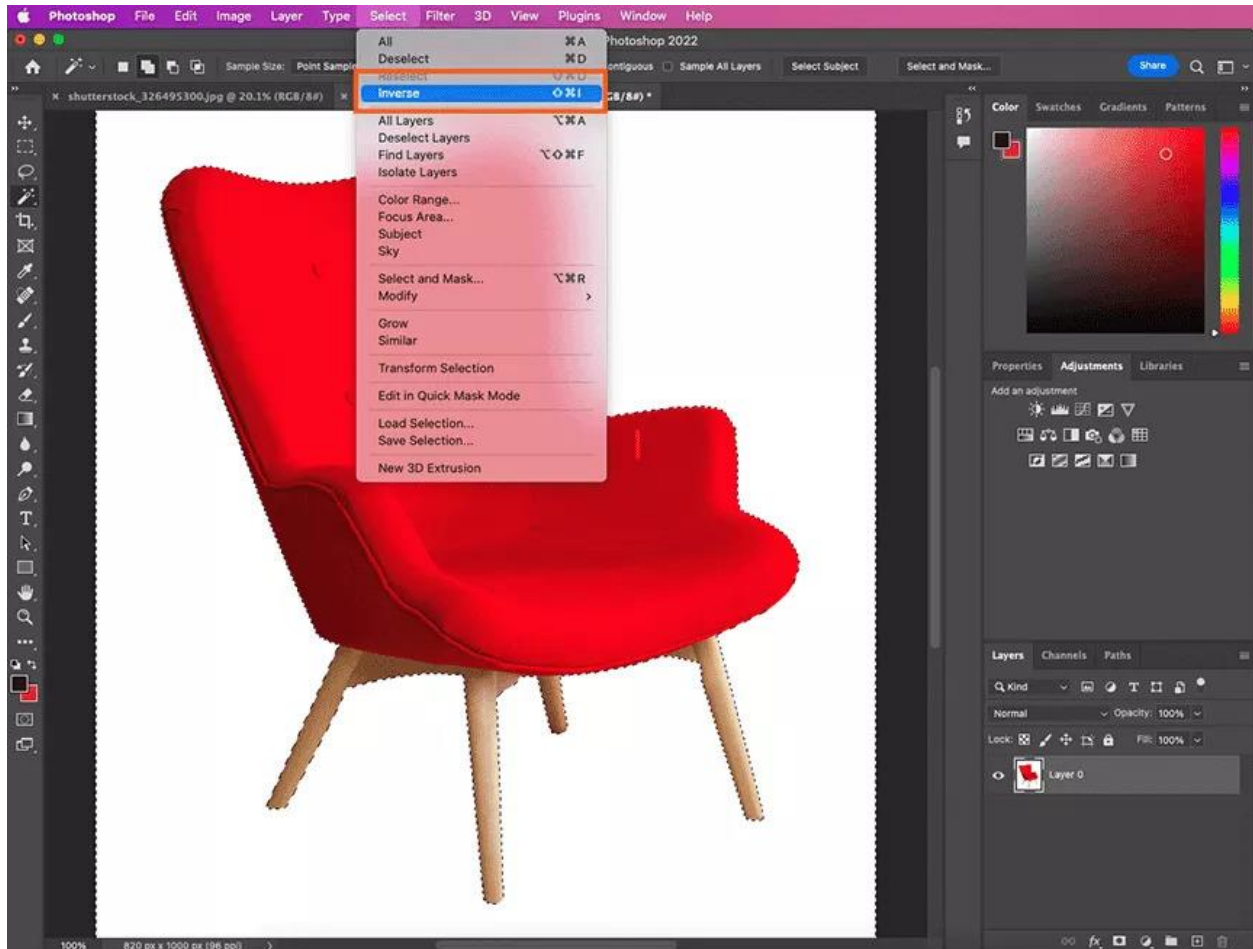 Photoshop File Edit Image Layer Type Select Filter 3D View Plugins Window Help
Photoshop 2022
Sample Size: Point Sample
ontiguous Sample All Layers Select Subject Select and Mask... Share
× shutterstock_326495300.jpg @ 20.1% (RGB/8#) ×
GB/8#) *
All ⌘A
Deselect ⌘D
Reselect ⇧⌘D
Inverse ⇧⌘I
All Layers ⌥⌘A
Deselect Layers
Find Layers ⌥⇧⌘F
Isolate Layers
Color Range...
Focus Area...
Subject
Sky
Select and Mask... ⌥⌘R
Modify >
Grow
Similar
Transform Selection
Edit in Quick Mask Mode
Load Selection...
Save Selection...
New 3D Extrusion
Color Swatches Gradients Patterns
Properties Adjustments Libraries
Add an adjustment
Layers Channels Paths
Kind
Normal Opacity: 100%
Lock: Fill: 100%
Layer 0
100% 820 px x 1000 px (96 ppi) >